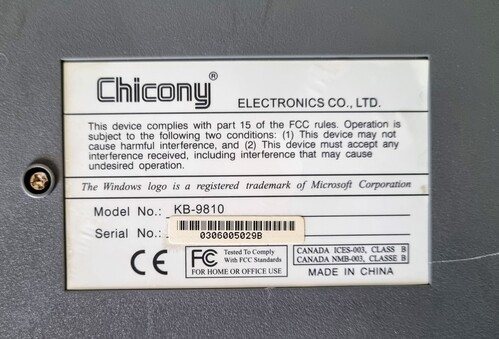 Chicony® ELECTRONICS CO., LTD.
This device complies with part 15 of the FCC rules. Operation is
subject to the following two conditions: (1) This device may not
cause harmful interference, and (2) This device must accept any
interference received, including interference that may cause
undesired operation.
The Windows logo is a registered trademark of Microsoft Corporation
Model No.: KB-9810
Serial No.:
0306005029B
CE
FC Tested To Comply
With FCC Standards
FOR HOME OR OFFICE USE
CANADA ICES-003, CLASS B
CANADA NMB-003, CLASSE B
MADE IN CHINA